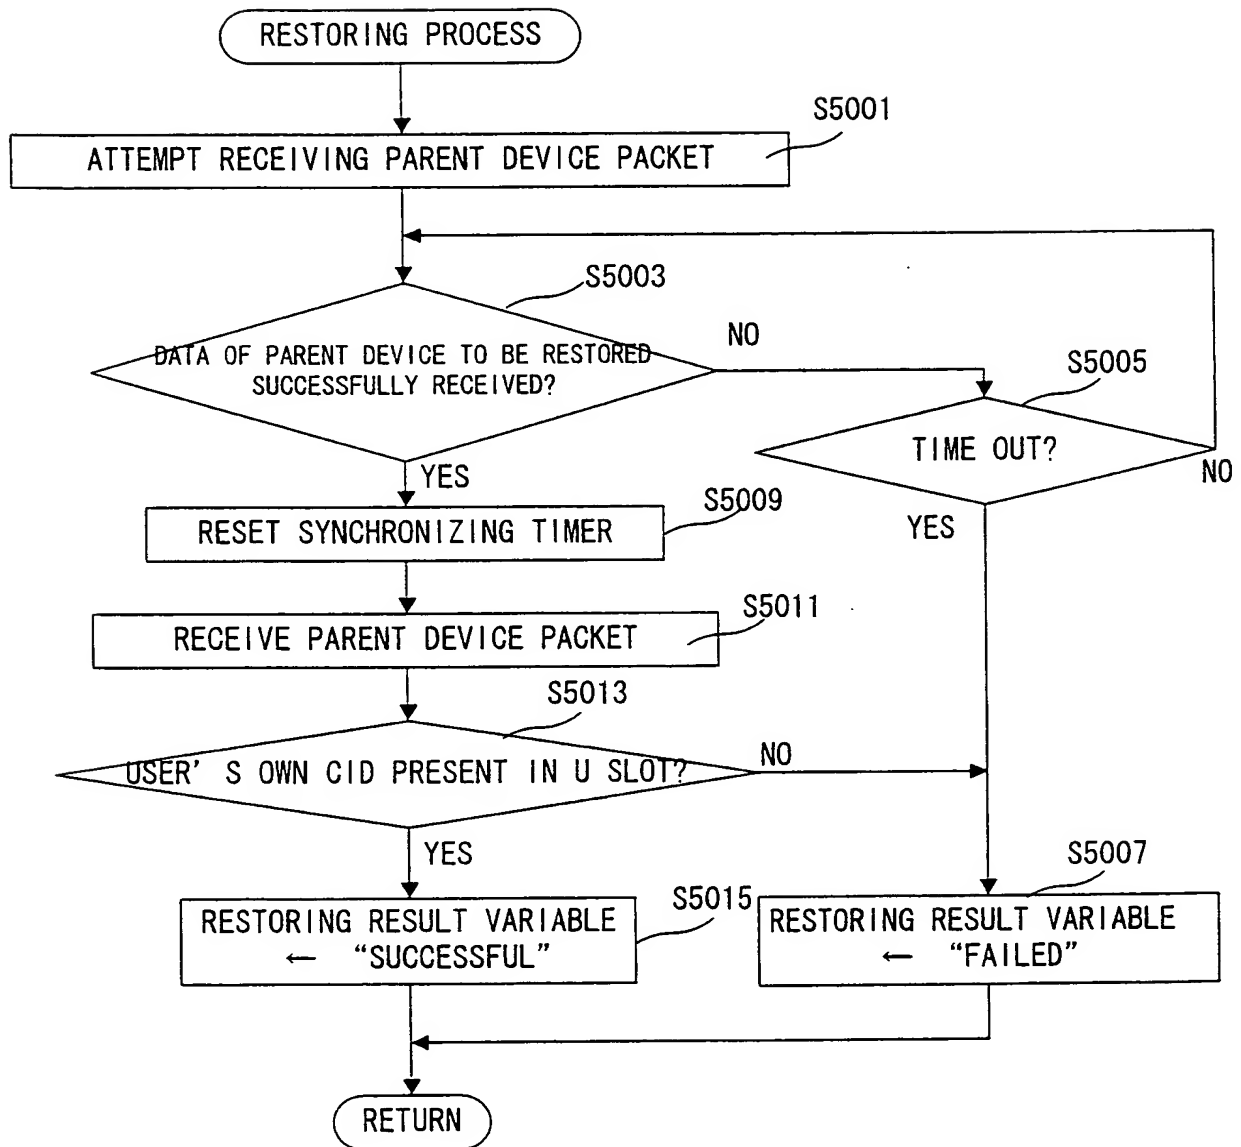 RESTORING PROCESS
S5001
ATTEMPT RECEIVING PARENT DEVICE PACKET
S5003
DATA OF PARENT DEVICE TO BE RESTORED
SUCCESSFULLY RECEIVED?
NO
S5005
TIME OUT?
NO
YES
YES
S5009
RESET SYNCHRONIZING TIMER
S5011
RECEIVE PARENT DEVICE PACKET
S5013
USER'S OWN CID PRESENT IN U SLOT?
NO
YES
S5015
RESTORING RESULT VARIABLE
← “SUCCESSFUL”
S5007
RESTORING RESULT VARIABLE
← “FAILED”
RETURN